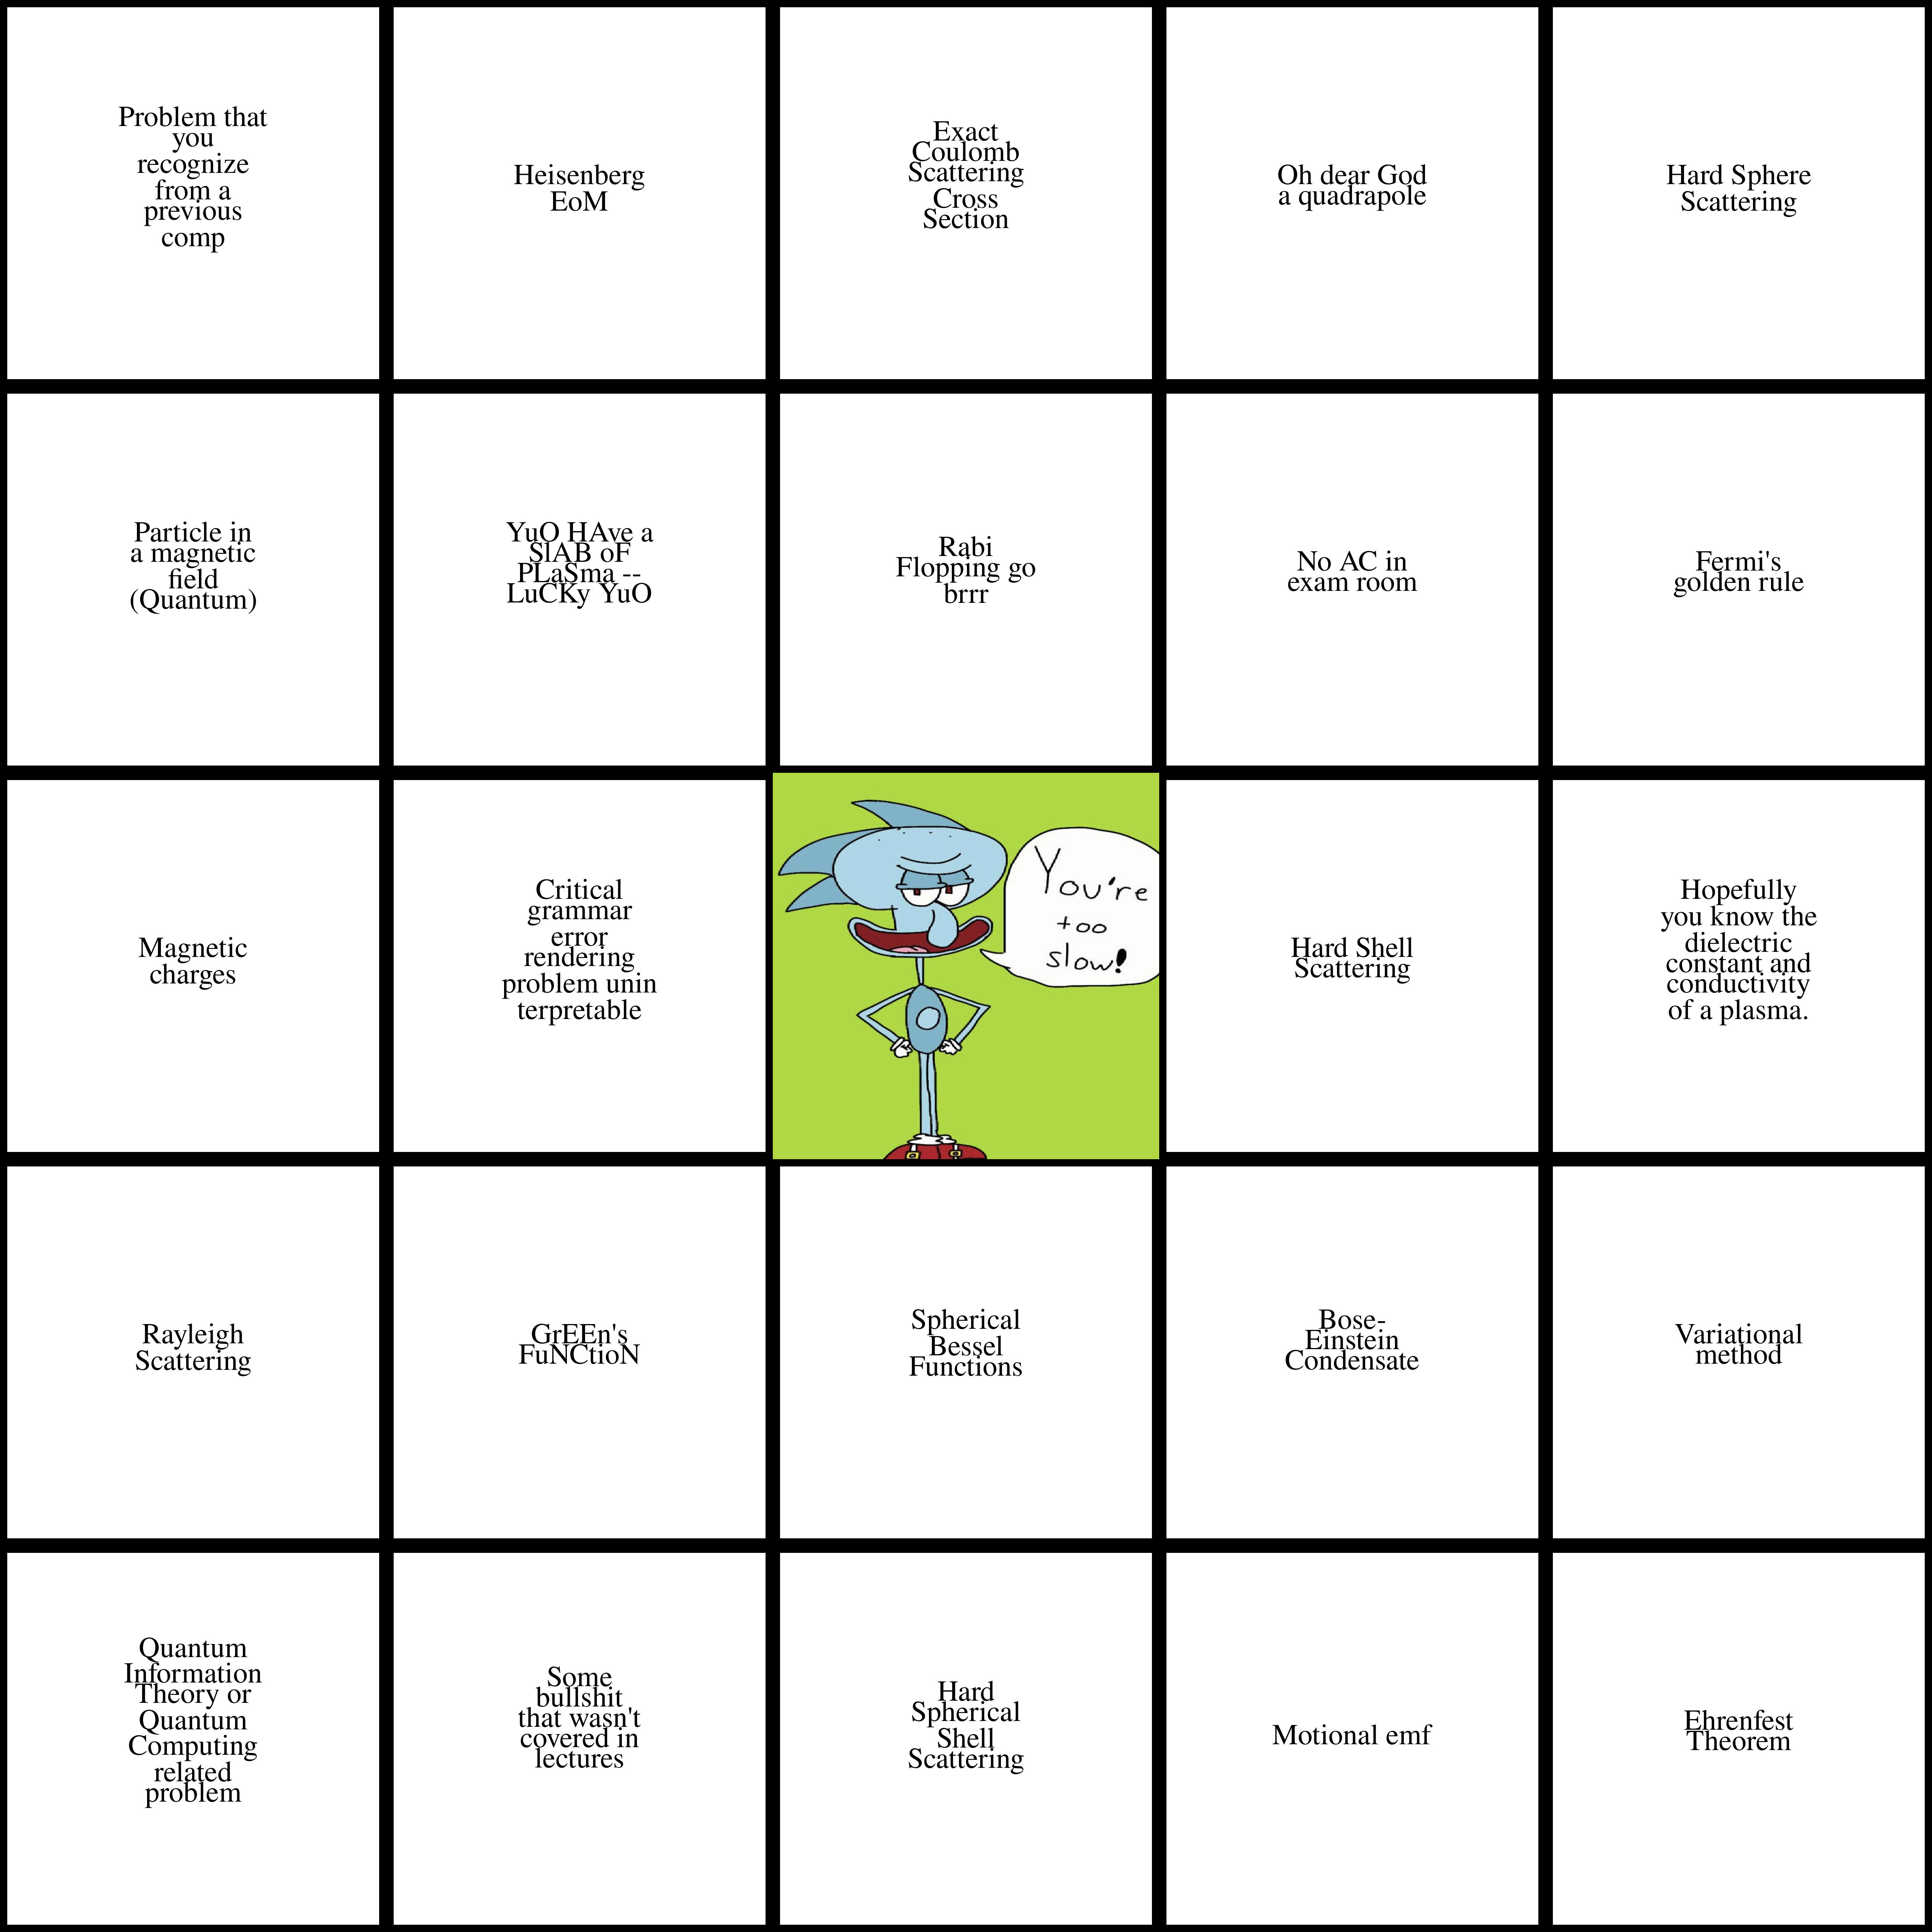 Problem that
you
recognize
from a
previous
comp
Heisenberg
EoM
Exact
Coulomb
Scattering
Cross
Section
Oh dear God
a quadrapole
Hard Sphere
Scattering
Particle in
a magnetic
field
(Quantum)
YuO HAve a
SlAB oF
PLaSma --
LuCKy YuO
Rabi
Flopping go
brrr
No AC in
exam room
Fermi's
golden rule
Magnetic
charges
Critical
grammar
error
rendering
problem unin
terpretable
You're
too
slow!
Hard Shell
Scattering
Hopefully
you know the
dielectric
constant and
conductivity
of a plasma.
Rayleigh
Scattering
GrEEn's
FuNCtioN
Spherical
Bessel
Functions
Bose-
Einstein
Condensate
Variational
method
Quantum
Information
Theory or
Quantum
Computing
related
problem
Some
bullshit
that wasn't
covered in
lectures
Hard
Spherical
Shell
Scattering
Motional emf
Ehrenfest
Theorem